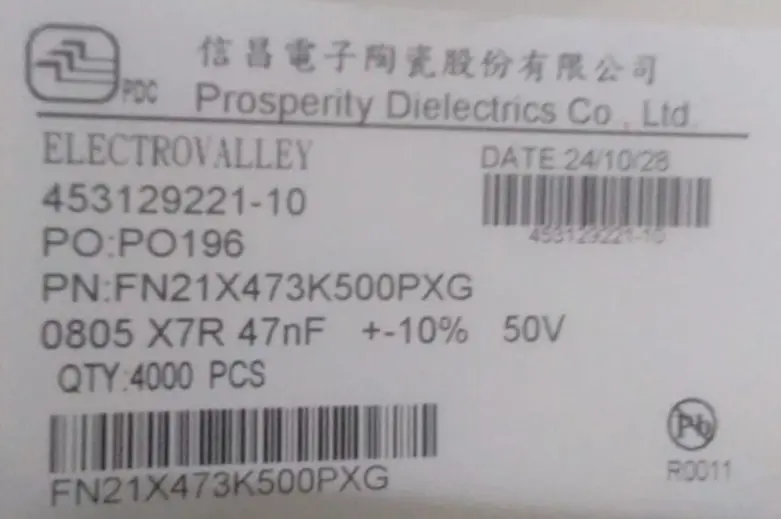 信昌電子陶瓷股份有限公司
PDC
Prosperity Dielectrics Co., Ltd.
ELECTROVALLEY
DATE:24/10/28
453129221-10
453129221-10
PO:PO196
PN:FN21X473K500PXG
0805 X7R 47nF +-10% 50V
QTY:4000 PCS
FN21X473K500PXG
Pb
R0011